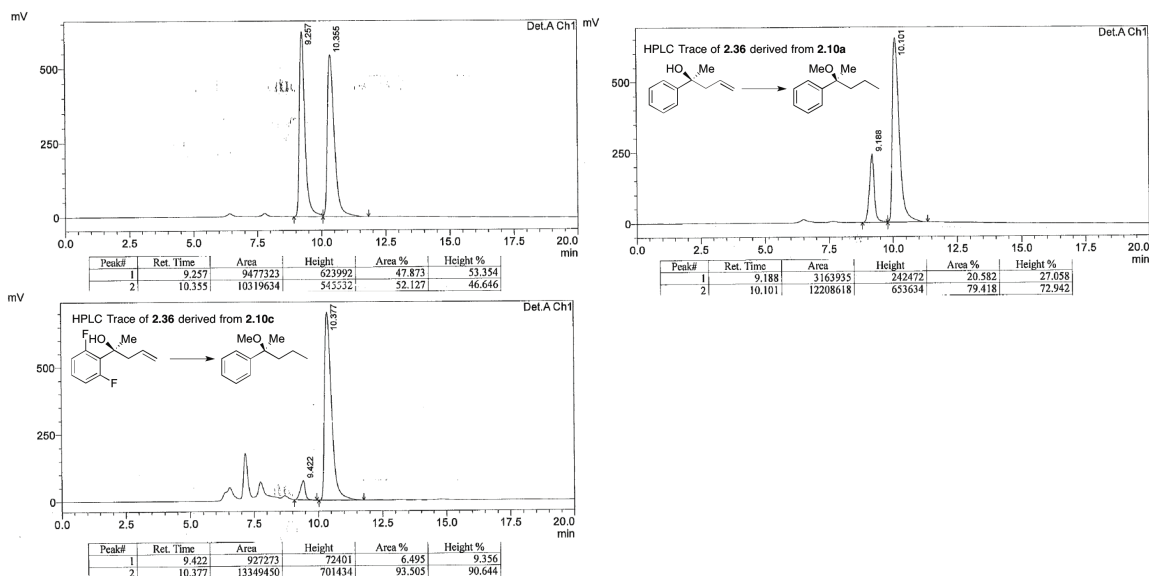 mV
Det.A Ch1
9.257
10.355
500
250
0
0.0 2.5 5.0 7.5 10.0 12.5 15.0 17.5 20.0
min
Peak# Ret. Time Area Height Area % Height %
1 9.257 9477323 623992 47.873 53.354
2 10.355 10319634 545532 52.127 46.646
mV
Det.A Ch1
HPLC Trace of 2.36 derived from 2.10a
HO Me
MeO Me
9.188
10.101
500
250
0
0.0 2.5 5.0 7.5 10.0 12.5 15.0 17.5 20.0
min
Peak# Ret. Time Area Height Area % Height %
1 9.188 3163935 242472 20.582 27.058
2 10.101 12208618 653634 79.418 72.942
mV
Det.A Ch1
HPLC Trace of 2.36 derived from 2.10c
F HO Me
F
MeO Me
9.422
10.377
500
250
0
0.0 2.5 5.0 7.5 10.0 12.5 15.0 17.5 20.0
min
Peak# Ret. Time Area Height Area % Height %
1 9.422 927273 72401 6.495 9.356
2 10.377 13349450 701434 93.505 90.644